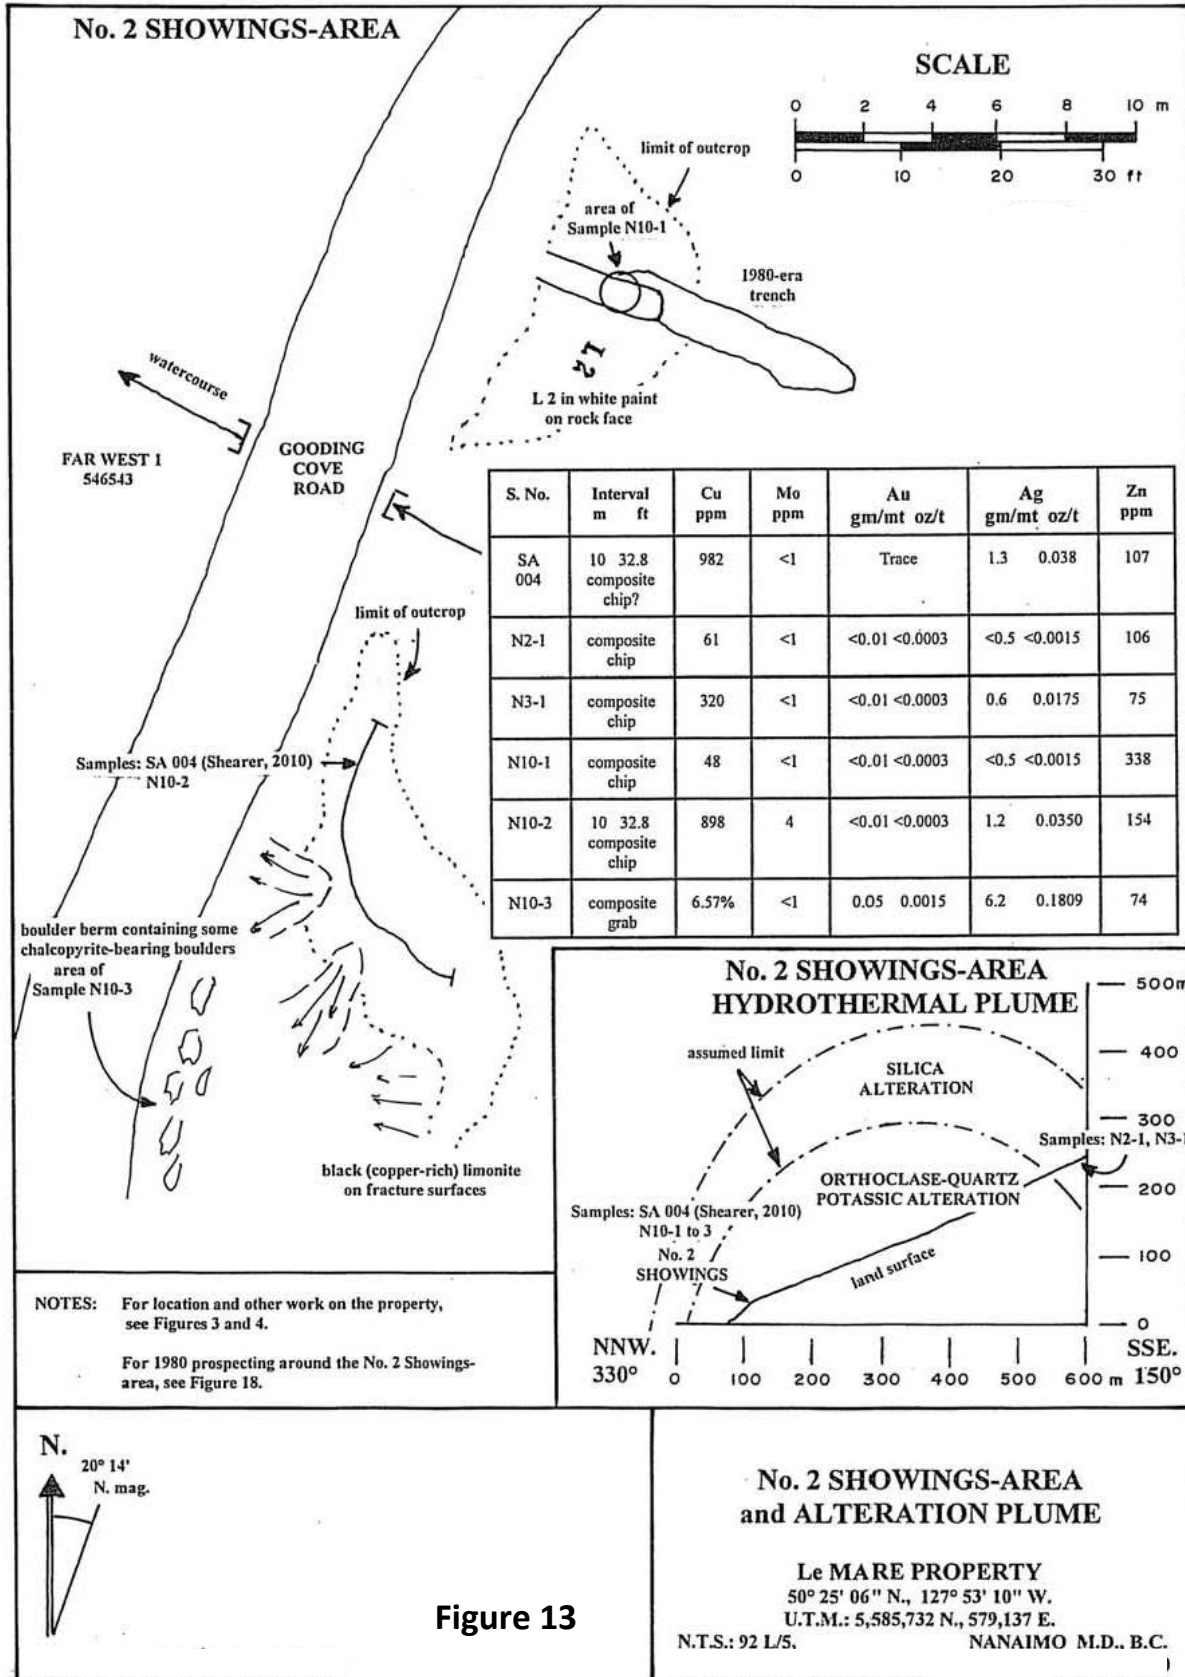 No. 2 SHOWINGS-AREA
SCALE
0 2 4 6 8 10 m
0 10 20 30 ft
limit of outcrop
area of
Sample N10-1
1980-era
trench
L 2
L 2 in white paint
on rock face
watercourse
FAR WEST 1
546543
GOODING
COVE
ROAD
S. No. Interval Cu Mo Au Ag Zn
m ft ppm ppm gm/mt oz/t gm/mt oz/t ppm
SA 10 32.8 982 <1 Trace 1.3 0.038 107
004 composite
chip?
N2-1 composite 61 <1 <0.01 <0.0003 <0.5 <0.0015 106
chip
N3-1 composite 320 <1 <0.01 <0.0003 0.6 0.0175 75
chip
N10-1 composite 48 <1 <0.01 <0.0003 <0.5 <0.0015 338
chip
N10-2 10 32.8 898 4 <0.01 <0.0003 1.2 0.0350 154
composite
chip
N10-3 composite 6.57% <1 0.05 0.0015 6.2 0.1809 74
grab
limit of outcrop
Samples: SA 004 (Shearer, 2010)
N10-2
boulder berm containing some
chalcopyrite-bearing boulders
area of
Sample N10-3
black (copper-rich) limonite
on fracture surfaces
No. 2 SHOWINGS-AREA
HYDROTHERMAL PLUME
500m
400
300
200
100
0
assumed limit
SILICA
ALTERATION
Samples: N2-1, N3-1
ORTHOCLASE-QUARTZ
POTASSIC ALTERATION
Samples: SA 004 (Shearer, 2010)
N10-1 to 3
No. 2
SHOWINGS
land surface
NNW. SSE.
330° 0 100 200 300 400 500 600 m 150°
NOTES: For location and other work on the property,
see Figures 3 and 4.
For 1980 prospecting around the No. 2 Showings-
area, see Figure 18.
N.
20° 14'
N. mag.
Figure 13
No. 2 SHOWINGS-AREA
and ALTERATION PLUME
Le MARE PROPERTY
50° 25' 06" N., 127° 53' 10" W.
U.T.M.: 5,585,732 N., 579,137 E.
N.T.S.: 92 L/5. NANAIMO M.D., B.C.